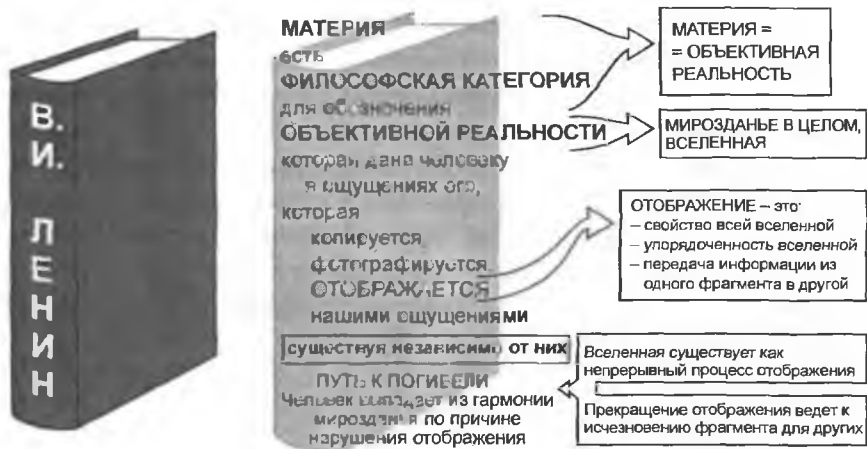 В. И. ЛЕНИН
МАТЕРИЯ
есть
ФИЛОСОФСКАЯ КАТЕГОРИЯ
для обозначения
ОБЪЕКТИВНОЙ РЕАЛЬНОСТИ
которая дана человеку
в ощущениях его,
которая
копируется
фотографируется
ОТОБРАЖАЕТСЯ
нашими ощущениями
существуя независимо от них
ПУТЬ К ПОГИБЕЛИ
Человек выпадает из гармонии
мирозданья по причине
нарушения отображения
МАТЕРИЯ =
= ОБЪЕКТИВНАЯ
РЕАЛЬНОСТЬ
МИРОЗДАНЬЕ В ЦЕЛОМ,
ВСЕЛЕННАЯ
ОТОБРАЖЕНИЕ – это:
– свойство всей вселенной
– упорядоченность вселенной
– передача информации из
одного фрагмента в другой
Вселенная существует как
непрерывный процесс отображения
Прекращение отображения ведет к
исчезновению фрагмента для других